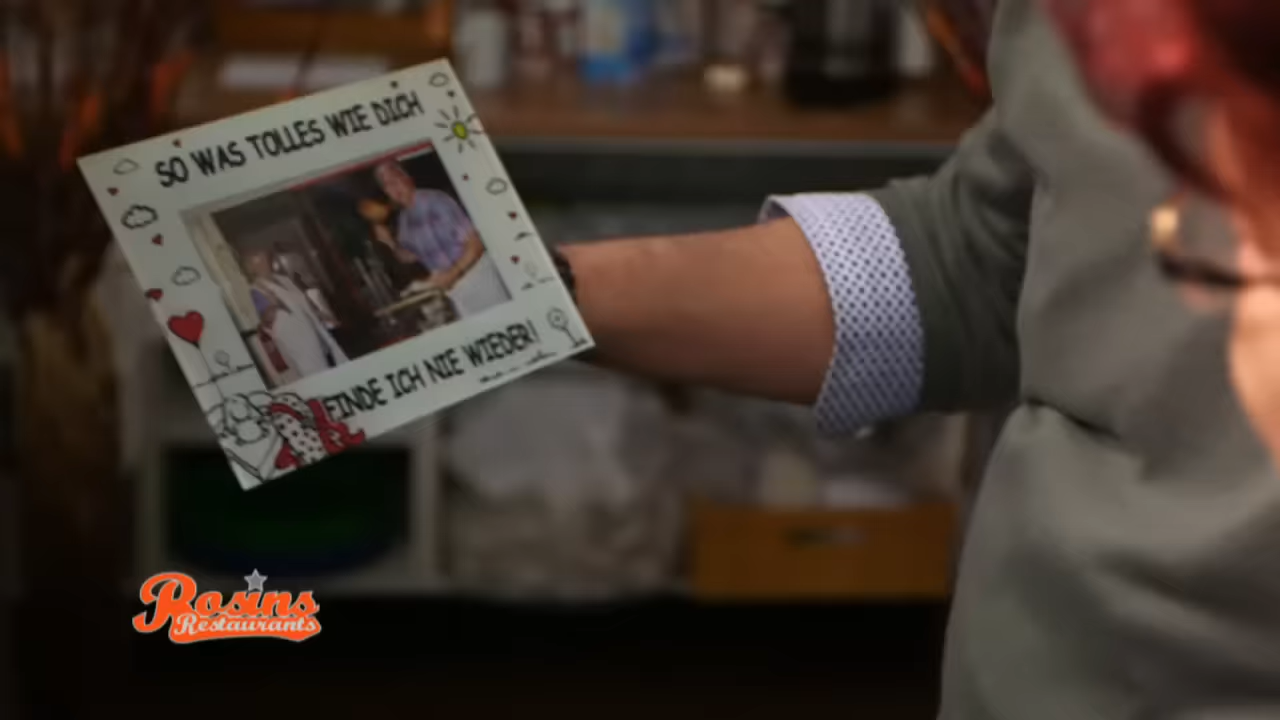 SO WAS TOLLES WIE DICH
FINDE ICH NIE WIEDER!
Rosins
Restaurants